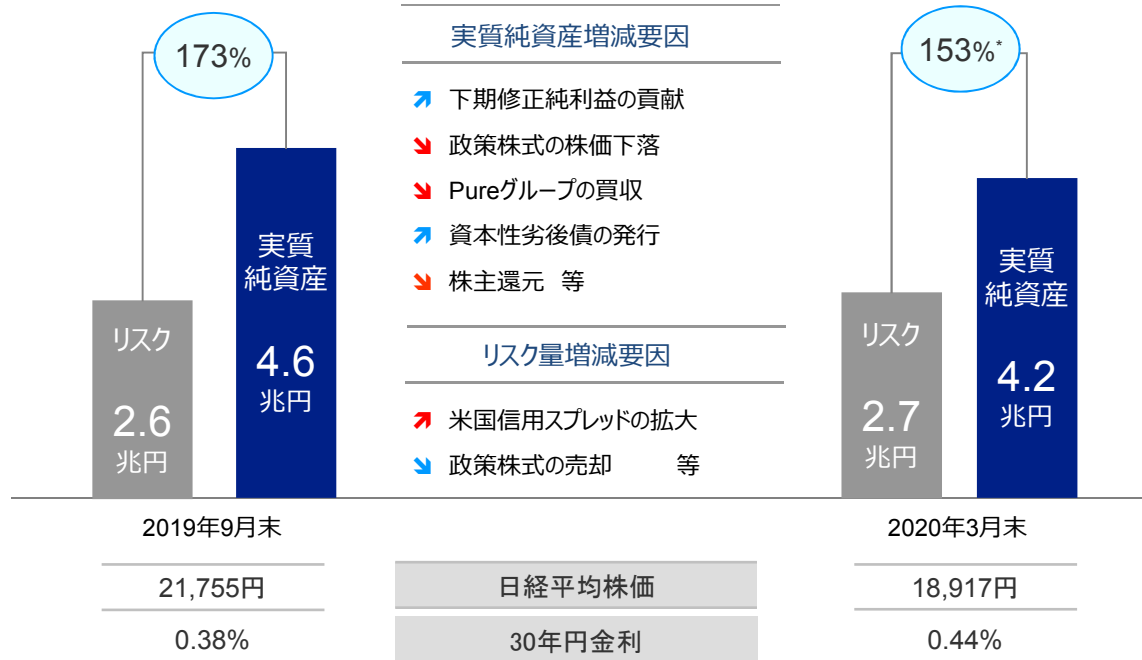 173%
実質純資産
4.6
兆円
リスク
2.6
兆円
2019年9月末
21,755円
0.38%
実質純資産増減要因
下期修正純利益の貢献
政策株式の株価下落
Pureグループの買収
資本性劣後債の発行
株主還元 等
リスク量増減要因
米国信用スプレッドの拡大
政策株式の売却 等
日経平均株価
30年円金利
153%*
実質
純資産
4.2
兆円
リスク
2.7
兆円
2020年3月末
18,917円
0.44%